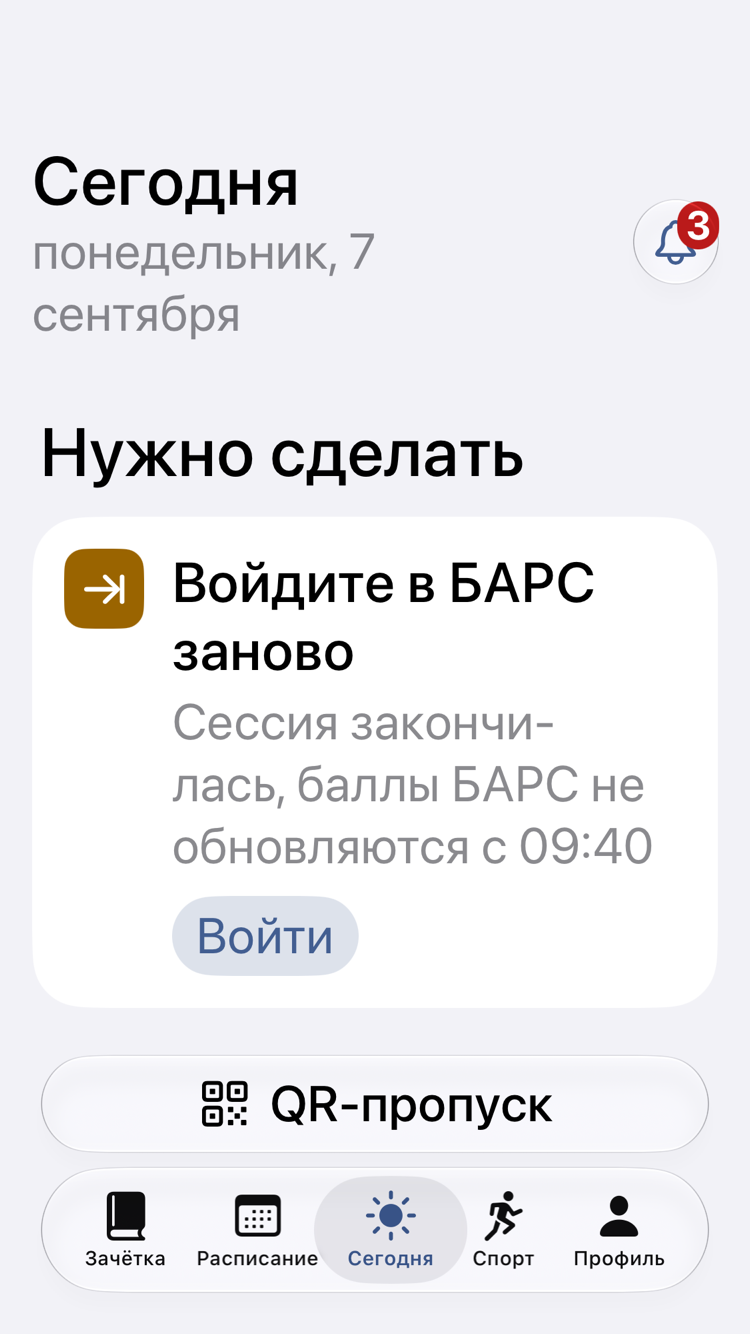 Сегодня
понедельник, 7
сентября
3
Нужно сделать
Войдите в БАРС
заново
Сессия закончи-
лась, баллы БАРС не
обновляются с 09:40
Войти
QR-пропуск
Зачётка
Расписание
Сегодня
Спорт
Профиль